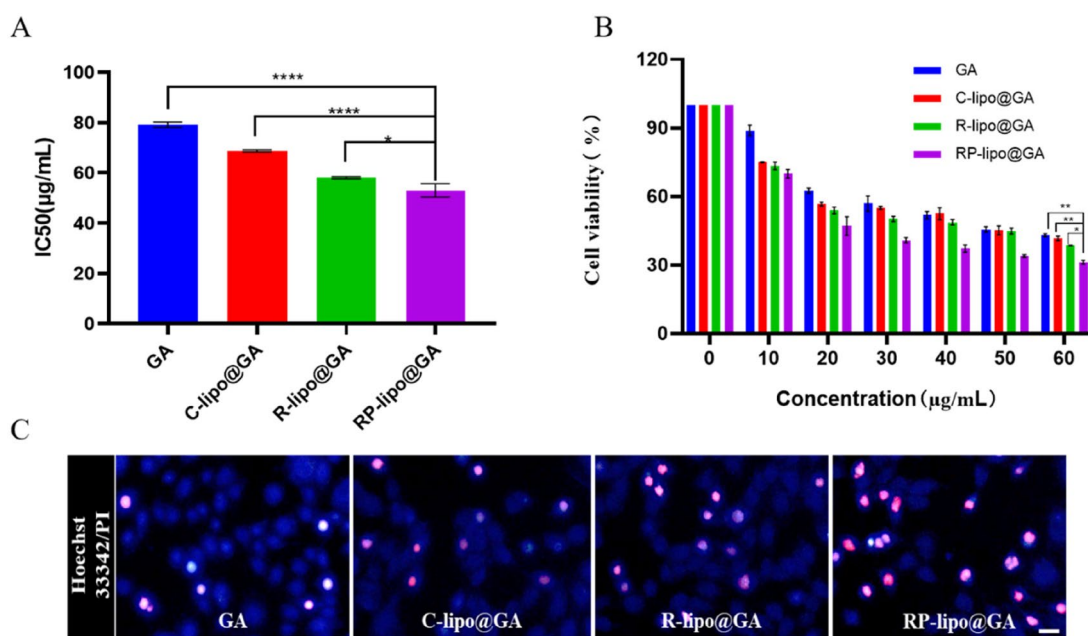 A
IC50(µg/mL)
100
80
60
40
20
0
****
****
*
GA
C-lipo@GA
R-lipo@GA
RP-lipo@GA
B
Cell viability ( %)
120
90
60
30
0
GA
C-lipo@GA
R-lipo@GA
RP-lipo@GA
**
**
*
0 10 20 30 40 50 60
Concentration (µg/mL)
C
Hoechst
33342/PI
GA
C-lipo@GA
R-lipo@GA
RP-lipo@GA